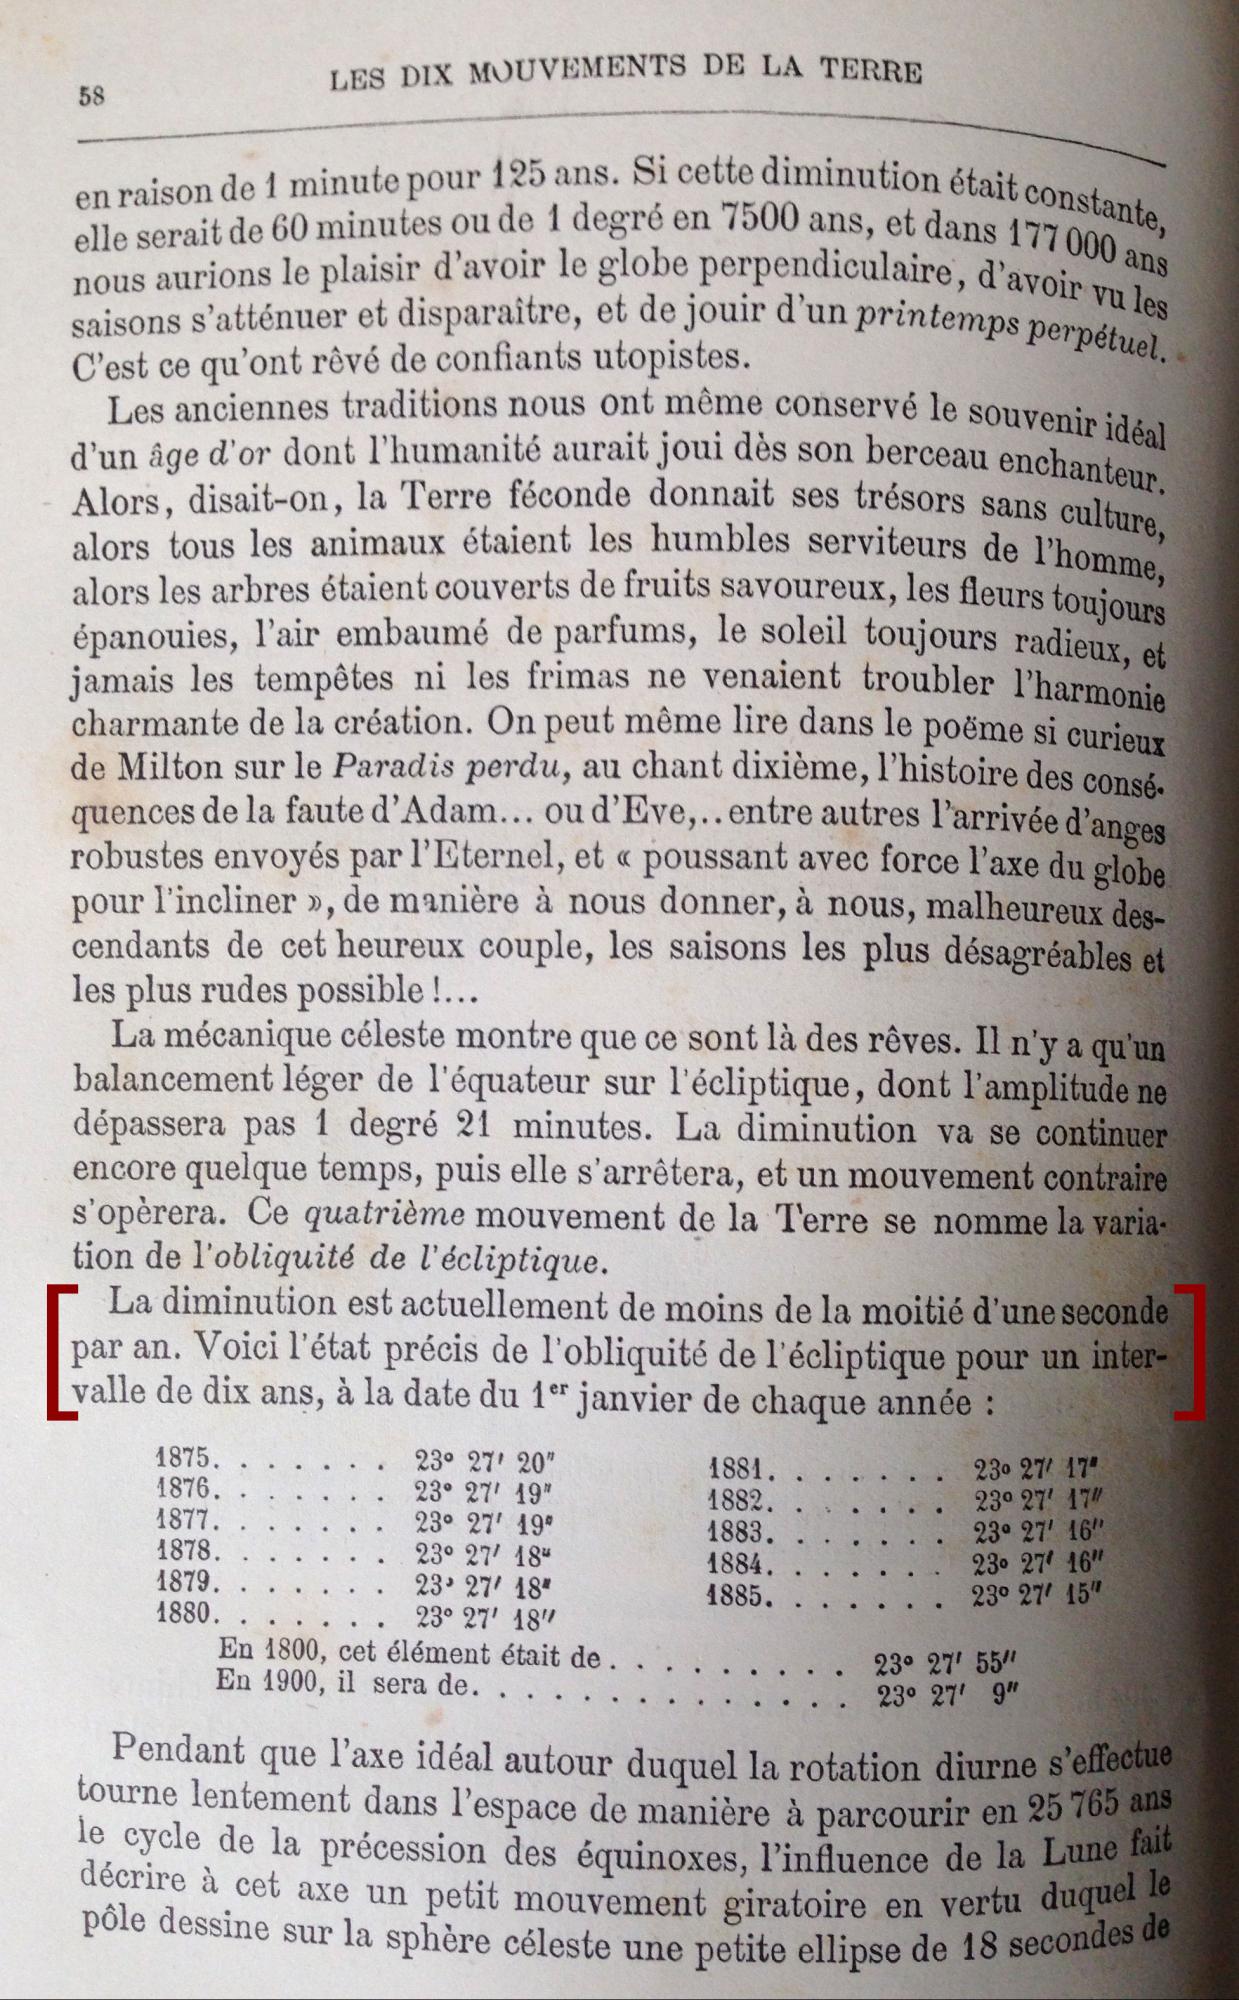 58
LES DIX MOUVEMENTS DE LA TERRE
en raison de 1 minute pour 125 ans. Si cette diminution était constante,
elle serait de 60 minutes ou de 1 degré en 7500 ans, et dans 177 000 ans
nous aurions le plaisir d'avoir le globe perpendiculaire, d'avoir vu les
saisons s'atténuer et disparaître, et de jouir d'un printemps perpétuel.
C'est ce qu'ont rêvé de confiants utopistes.
Les anciennes traditions nous ont même conservé le souvenir idéal
d'un âge d'or dont l'humanité aurait joui dès son berceau enchanteur.
Alors, disait-on, la Terre féconde donnait ses trésors sans culture,
alors tous les animaux étaient les humbles serviteurs de l'homme,
alors les arbres étaient couverts de fruits savoureux, les fleurs toujours
épanouies, l'air embaumé de parfums, le soleil toujours radieux, et
jamais les tempêtes ni les frimas ne venaient troubler l'harmonie
charmante de la création. On peut même lire dans le poëme si curieux
de Milton sur le Paradis perdu, au chant dixième, l'histoire des consé-
quences de la faute d'Adam... ou d'Eve,.. entre autres l'arrivée d'anges
robustes envoyés par l'Eternel, et « poussant avec force l'axe du globe
pour l'incliner », de manière à nous donner, à nous, malheureux des-
cendants de cet heureux couple, les saisons les plus désagréables et
les plus rudes possible !...
La mécanique céleste montre que ce sont là des rêves. Il n'y a qu'un
balancement léger de l'équateur sur l'écliptique, dont l'amplitude ne
dépassera pas 1 degré 21 minutes. La diminution va se continuer
encore quelque temps, puis elle s'arrêtera, et un mouvement contraire
s'opèrera. Ce quatrième mouvement de la Terre se nomme la varia-
tion de l'obliquité de l'écliptique.
La diminution est actuellement de moins de la moitié d'une seconde
par an. Voici l'état précis de l'obliquité de l'écliptique pour un inter-
valle de dix ans, à la date du 1er janvier de chaque année :
1875. . . . . . . 23° 27' 20"
1876. . . . . . . 23° 27' 19"
1877. . . . . . . 23° 27' 19"
1878. . . . . . . 23° 27' 18"
1879. . . . . . . 23° 27' 18"
1880. . . . . . . 23° 27' 18"
1881. . . . . . . 23° 27' 17"
1882. . . . . . . 23° 27' 17"
1883. . . . . . . 23° 27' 16"
1884. . . . . . . 23° 27' 16"
1885. . . . . . . 23° 27' 15"
En 1800, cet élément était de . . . . . . . . . . 23° 27' 55"
En 1900, il sera de. . . . . . . . . . . . . . . 23° 27' 9"
Pendant que l'axe idéal autour duquel la rotation diurne s'effectue
tourne lentement dans l'espace de manière à parcourir en 25 765 ans
le cycle de la précession des équinoxes, l'influence de la Lune fait
décrire à cet axe un petit mouvement giratoire en vertu duquel le
pôle dessine sur la sphère céleste une petite ellipse de 18 secondes de